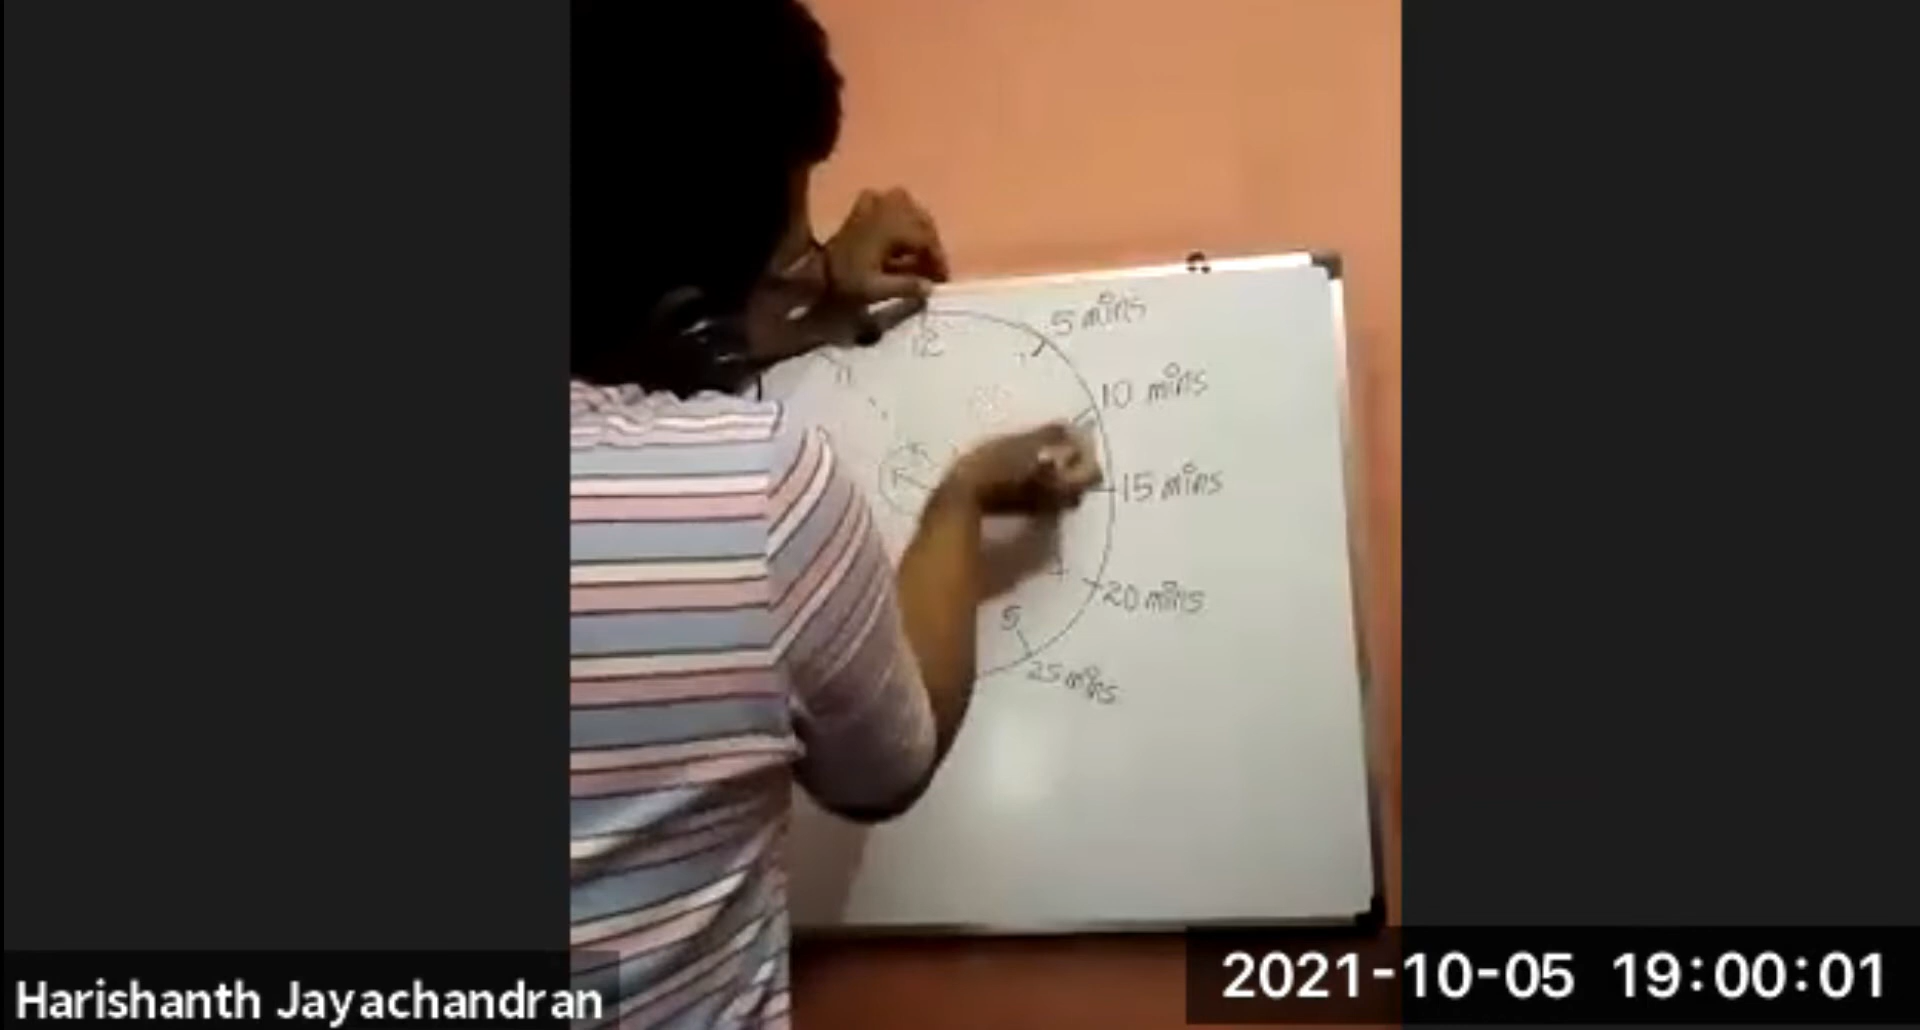 12
5 mins
11
10 mins
15 mins
20 mins
5
25 mins
Harishanth Jayachandran
2021-10-05 19:00:01